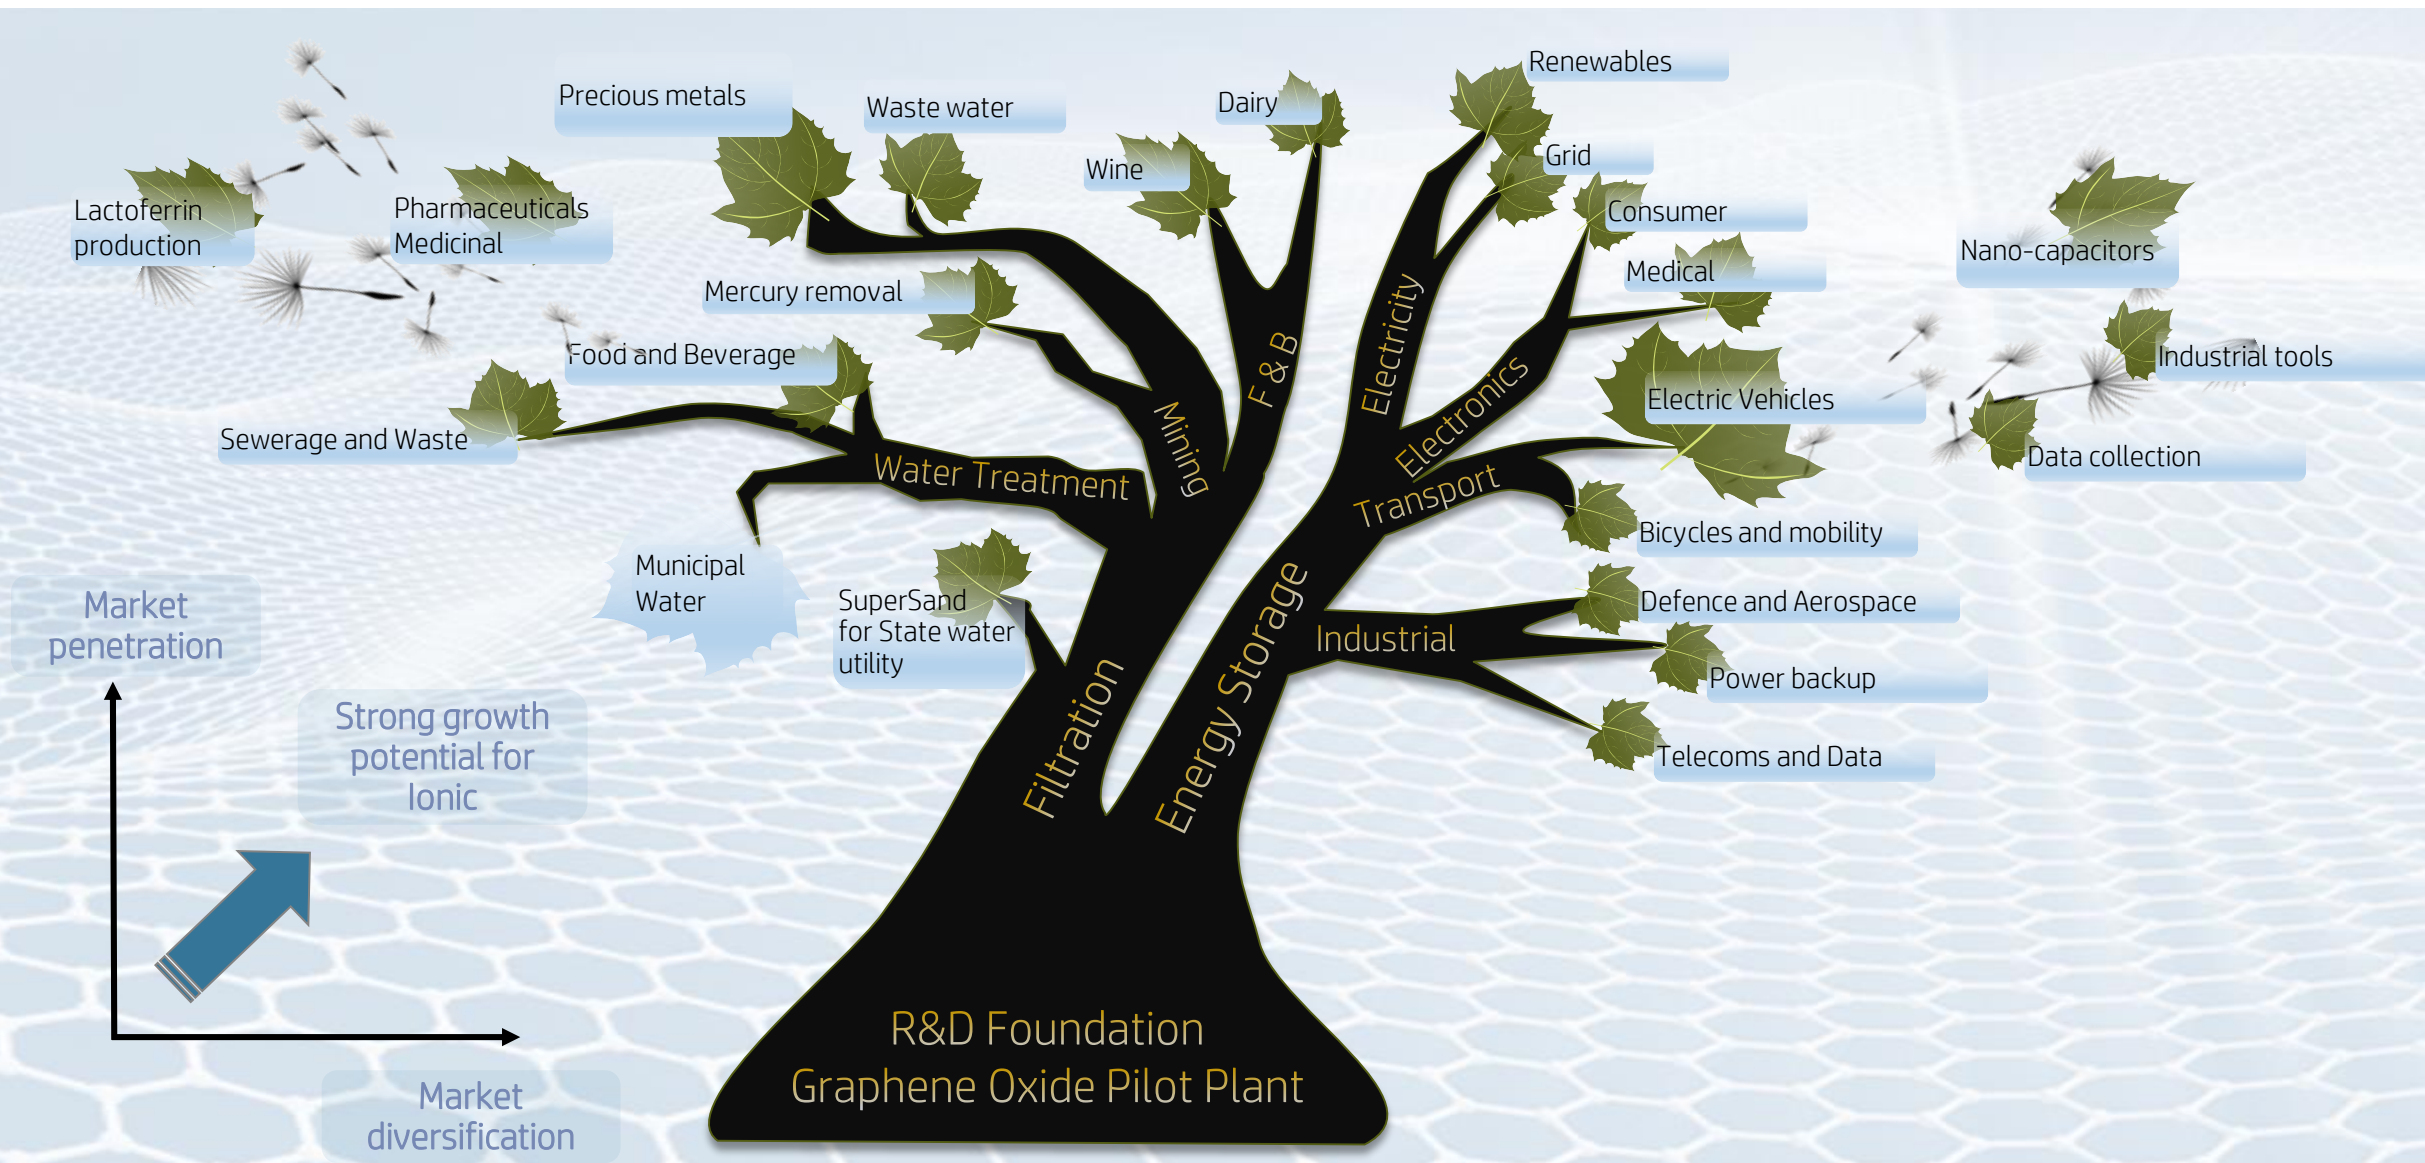 Renewables
Precious metals
Waste water
Dairy
Grid
Wine
Lactoferrin
production
Pharmaceuticals
Medicinal
Consumer
Nano-capacitors
Medical
Mercury removal
Food and Beverage
Industrial tools
Electricity
F & B
Electric Vehicles
Electronics
Sewerage and Waste
Mining
Data collection
Water Treatment
Transport
Bicycles and mobility
Municipal
Water
SuperSand
for State water
utility
Defence and Aerospace
Industrial
Power backup
Telecoms and Data
Filtration
Energy Storage
Market
penetration
Strong growth
potential for
Ionic
R&D Foundation
Graphene Oxide Pilot Plant
Market
diversification